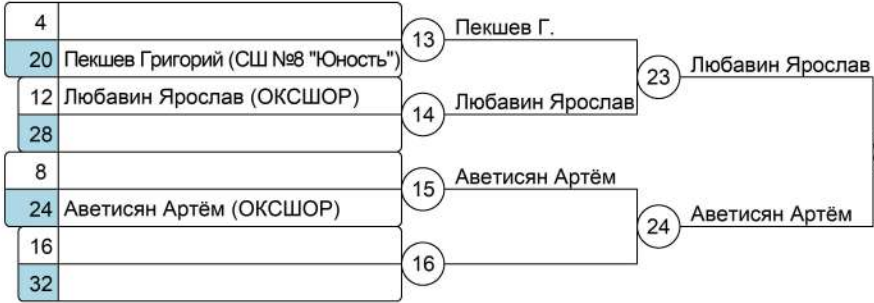 4
20 Пекшев Григорий (СШ №8 "Юность")
13
Пекшев Г.
12 Любавин Ярослав (ОКСШОР)
28
14
Любавин Ярослав
23
Любавин Ярослав
8
24 Аветисян Артём (ОКСШОР)
15
Аветисян Артём
16
32
16
24
Аветисян Артём